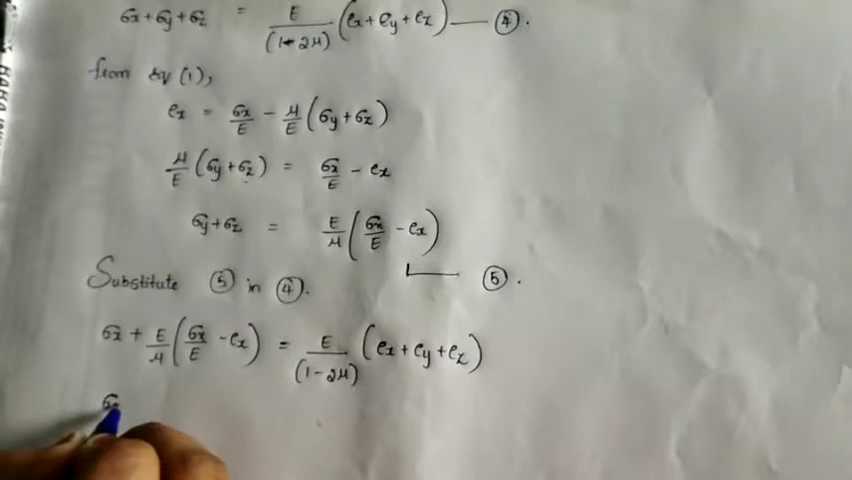 σx+σy+σz = E/(1-2μ) (ex+ey+ez) — ④.
from eq (1),
ex = σx/E - μ/E (σy+σz)
μ/E (σy+σz) = σx/E - ex
σy+σz = E/μ (σx/E - ex)
— ⑤.
Substitute ⑤ in ④.
σx + E/μ (σx/E - ex) = E/(1-2μ) (ex+ey+ez)